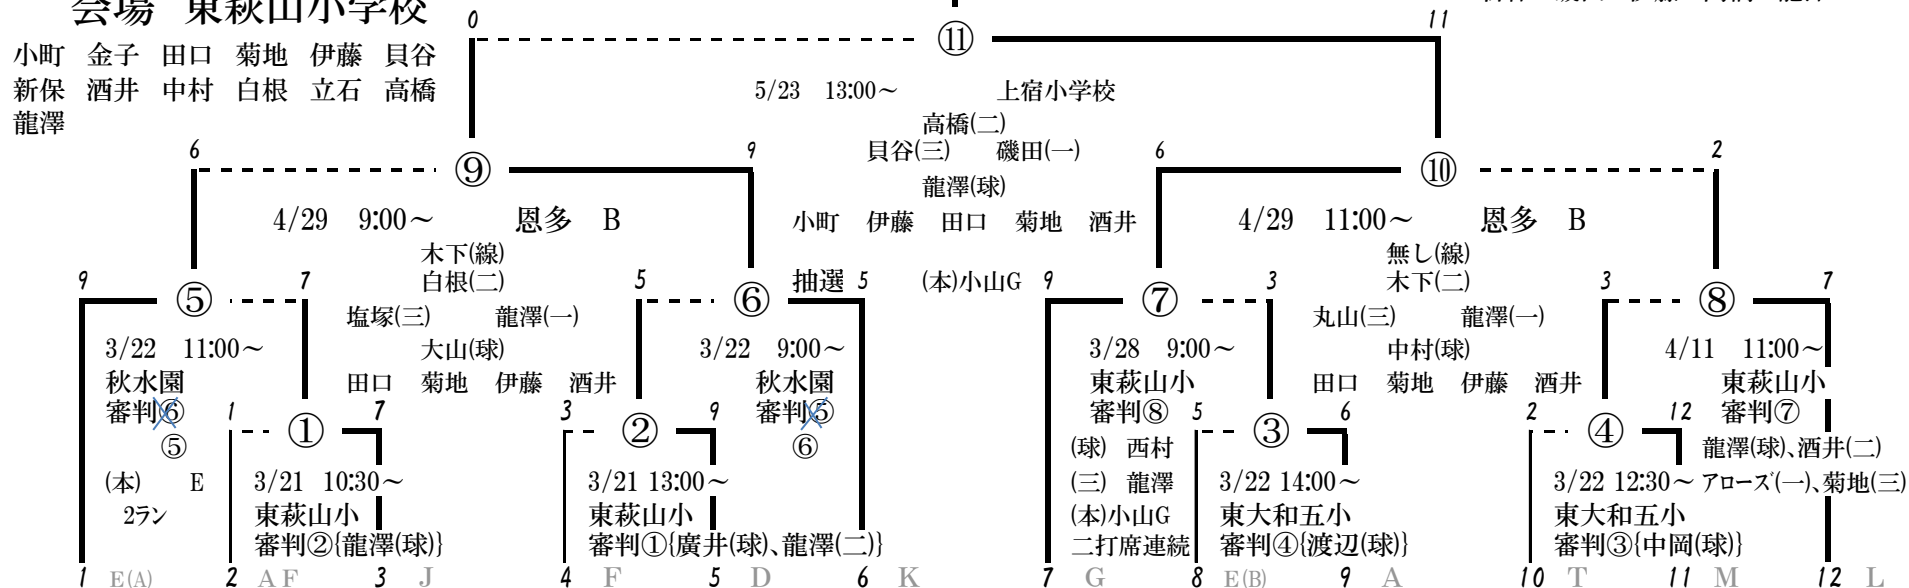 会場 東萩山小学校
0
11
⑪
小町 金子 田口 菊地 伊藤 貝谷
新保 酒井 中村 白根 立石 高橋
龍澤
5/23 13:00～ 上宿小学校
高橋(二)
貝谷(三) 磯田(一)
龍澤(球)
小町 伊藤 田口 菊地 酒井
6 ⑨ 9
4/29 9:00～ 恩多 B
木下(線)
白根(二)
塩塚(三) 龍澤(一)
大山(球)
田口 菊地 伊藤 酒井
6 ⑩ 2
4/29 11:00～ 恩多 B
無し(線)
木下(二)
丸山(三) 龍澤(一)
中村(球)
田口 菊地 伊藤 酒井
9 ⑤ 7
3/22 11:00～
秋水園
審判⑥
⑤
(本) E
2ラン
5 ⑥ 抽選 5
3/22 9:00～
秋水園
審判⑤
⑥
(本)小山G 9 ⑦ 3
3/28 9:00～
東萩山小
審判⑧
(球) 西村
(三) 龍澤
(本)小山G
二打席連続
3 ⑧ 7
4/11 11:00～
東萩山小
審判⑦
龍澤(球)、酒井(二)
アローズ(一)、菊地(三)
1 ① 7
3/21 10:30～
東萩山小
審判②{龍澤(球)}
3 ② 9
3/21 13:00～
東萩山小
審判①{廣井(球)、龍澤(二)}
5 ③ 6
3/22 14:00～
東大和五小
審判④{渡辺(球)}
2 ④ 12
3/22 12:30～
東大和五小
審判③{中岡(球)}
1 E(A) 2 A F 3 J 4 F 5 D 6 K 7 G 8 E(B) 9 A 10 T 11 M 12 L